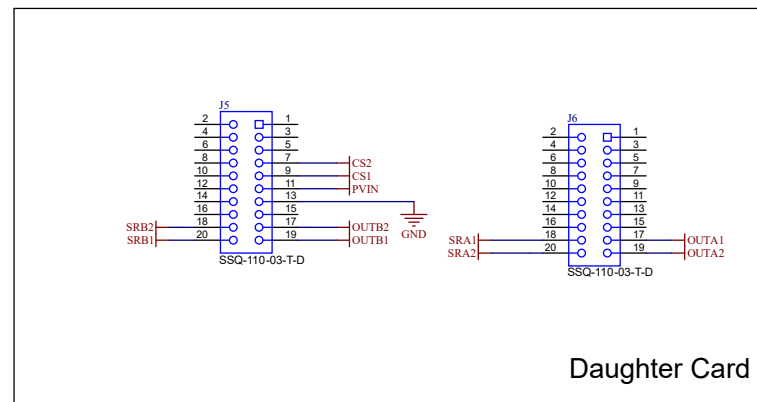 J5
2 1
4 3
6 5
8 7 CS2
10 9 CS1
12 11 PVIN
14 13
16 15
SRB2 18 17 OUTB2
SRB1 20 19 OUTB1
GND
SSQ-110-03-T-D
J6
2 1
4 3
6 5
8 7
10 9
12 11
14 13
16 15
SRA1 18 17 OUTA1
SRA2 20 19 OUTA2
SSQ-110-03-T-D
Daughter Card